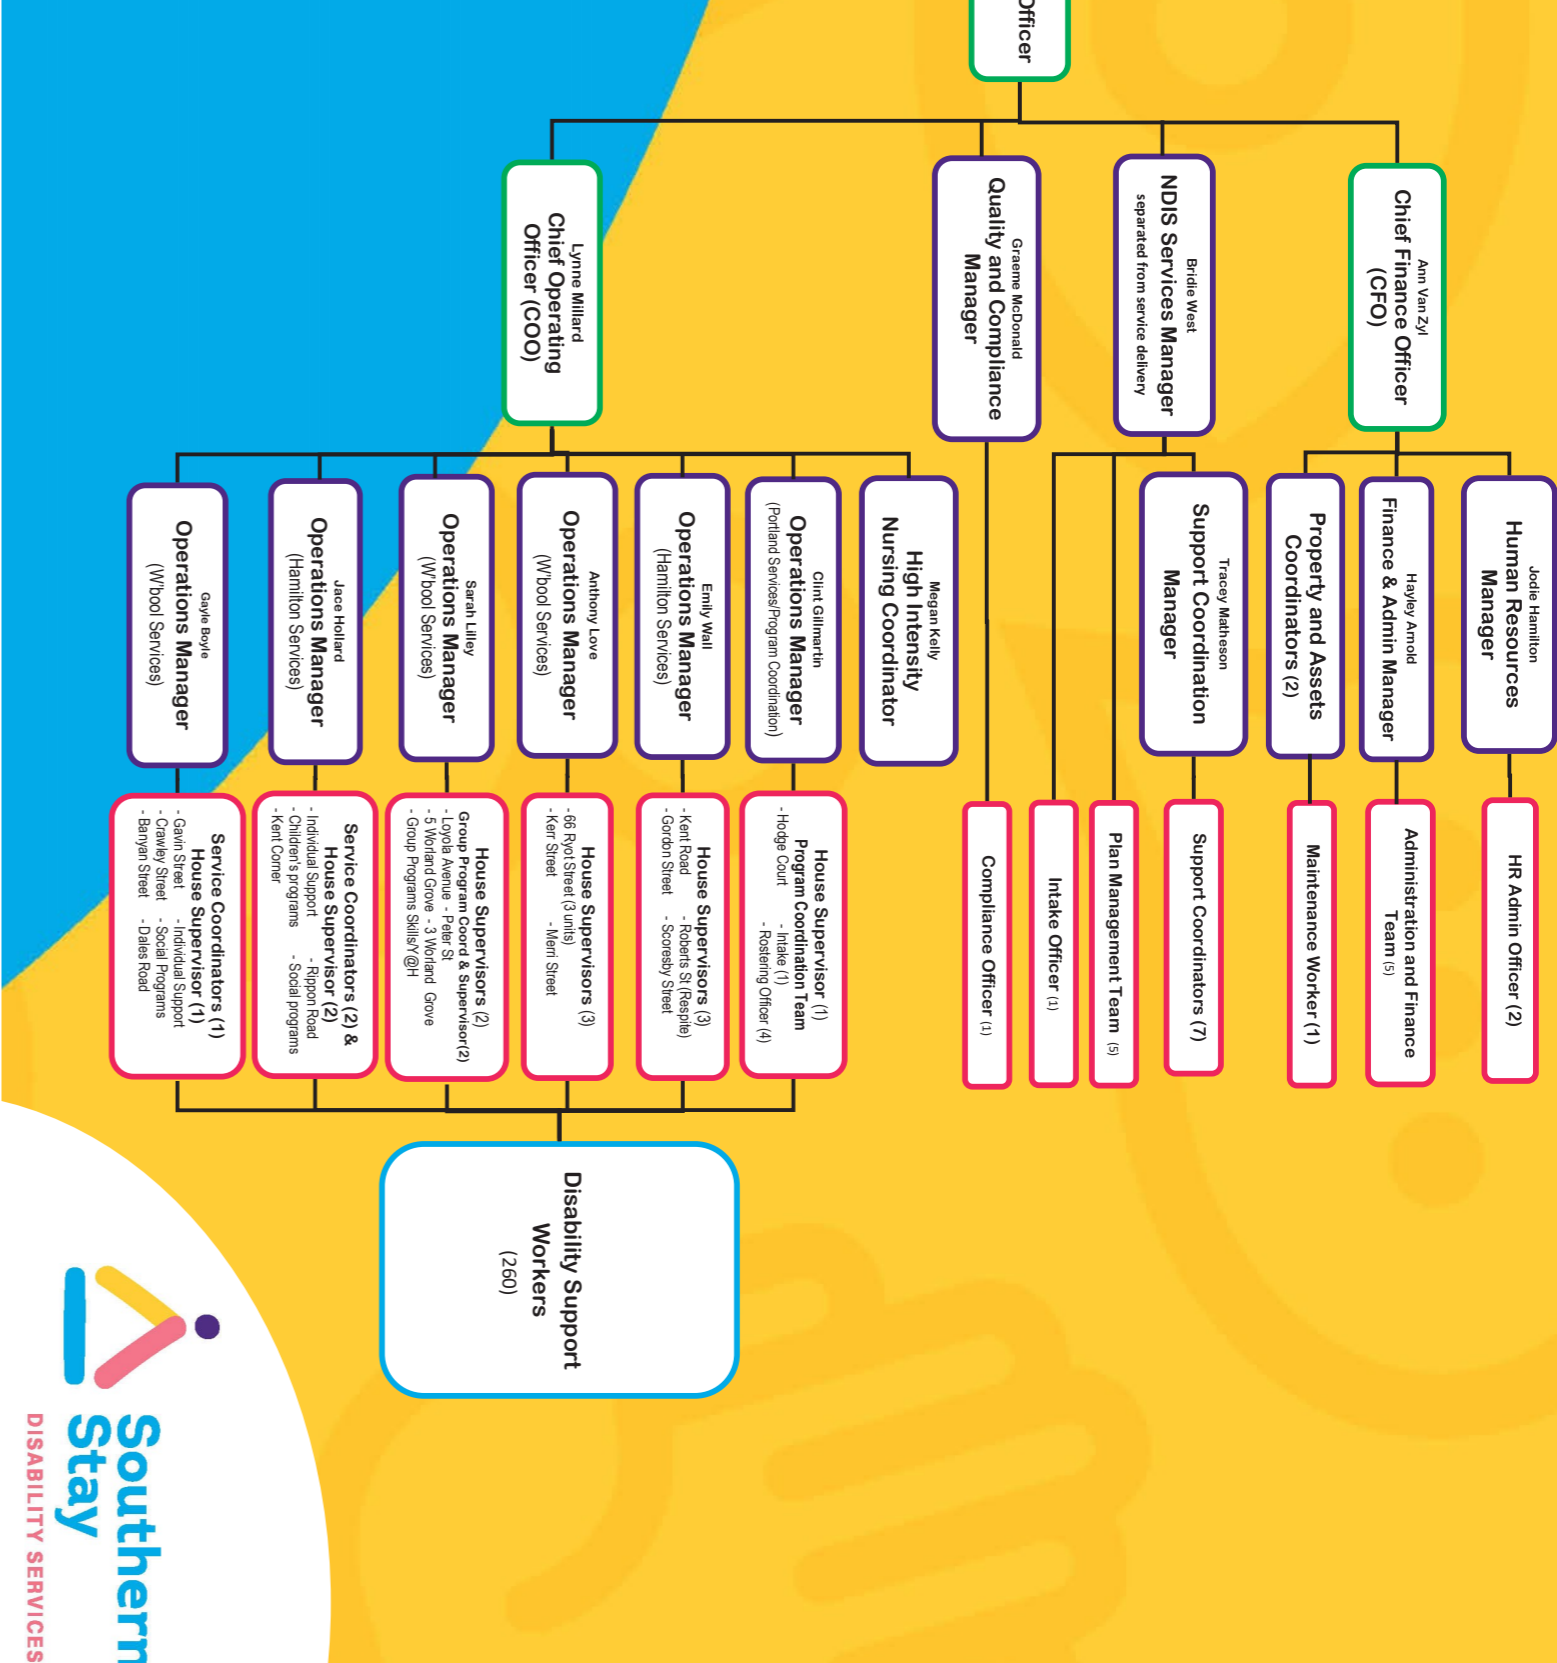 Officer
Ann Van Zyl
Chief Finance Officer
(CFO)
Bridie West
NDIS Services Manager
separated from service delivery
Graeme McDonald
Quality and Compliance
Manager
Lynne Millard
Chief Operating
Officer (COO)
Jodie Hamilton
Human Resources
Manager
Hayley Arnold
Finance & Admin Manager
Property and Assets
Coordinators (2)
Tracey Matheson
Support Coordination
Manager
Megan Kelly
High Intensity
Nursing Coordinator
Clint Gillmartin
Operations Manager
(Portland Services/Program Coordination)
Emily Wall
Operations Manager
(Hamilton Services)
Anthony Love
Operations Manager
(W'bool Services)
Sarah Lilley
Operations Manager
(W'bool Services)
Jace Hollard
Operations Manager
(Hamilton Services)
Gayle Boyle
Operations Manager
(W'bool Services)
HR Admin Officer (2)
Administration and Finance
Team (5)
Maintenance Worker (1)
Support Coordinators (7)
Plan Management Team (5)
Intake Officer (1)
Compliance Officer (1)
House Supervisor (1)
Program Coordination Team
- Hodge Court - Intake (1)
- Rostering Officer (4)
House Supervisors (3)
- Kent Road - Roberts St (Respite)
- Gordon Street - Scoresby Street
House Supervisors (3)
- 66 Ryot Street (3 units)
- Kerr Street - Merri Street
House Supervisors (2)
Group Program Coord & Supervisor(2)
- Loyola Avenue - Peter St
- 5 Worland Grove - 3 Worland Grove
- Group Programs Skills/Y@H
Service Coordinators (2) &
House Supervisor (2)
- Individual Support - Rippon Road
- Children's programs - Social programs
- Kent Corner
Service Coordinators (1)
House Supervisor (1)
- Gavin Street - Individual Support
- Crawley Street - Social Programs
- Banyan Street - Dales Road
Disability Support
Workers
(260)
Southern
Stay
DISABILITY SERVICES